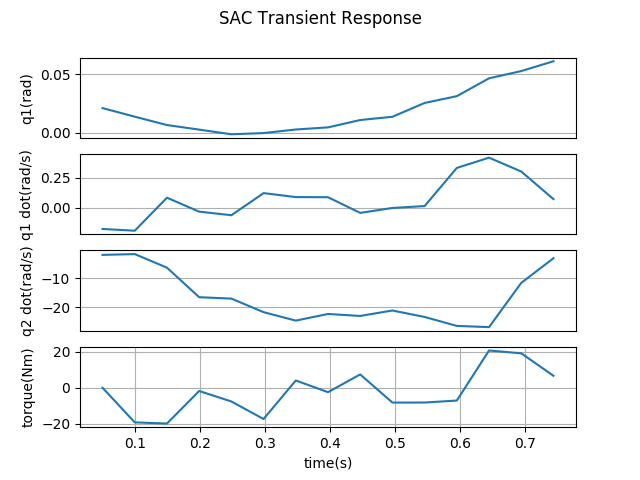 SAC Transient Response
q1(rad)
0.05
0.00
q1 dot(rad/s)
0.25
0.00
q2 dot(rad/s)
−10
−20
torque(Nm)
20
0
−20
0.1 0.2 0.3 0.4 0.5 0.6 0.7
time(s)